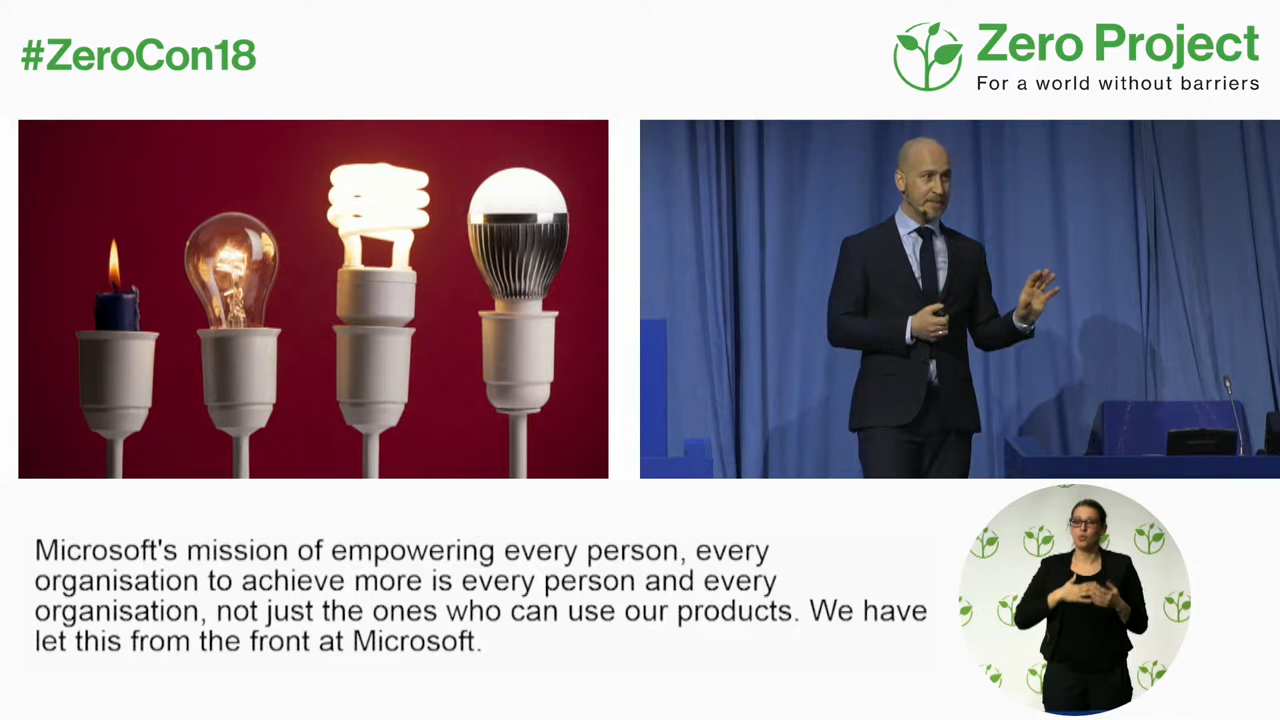 #ZeroCon18
Zero Project
For a world without barriers
Microsoft's mission of empowering every person, every
organisation to achieve more is every person and every
organisation, not just the ones who can use our products. We have
let this from the front at Microsoft.